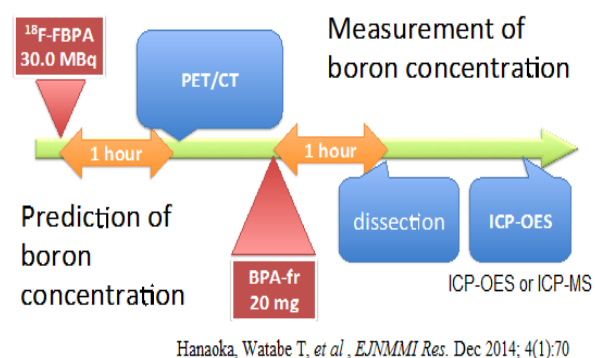 ¹⁸F-FBPA
30.0 MBq
PET/CT
Measurement of
boron concentration
1 hour
1 hour
Prediction of
boron
concentration
BPA-fr
20 mg
dissection
ICP-OES
ICP-OES or ICP-MS
Hanaoka, Watabe T, et al , EJNMMI Res. Dec 2014; 4(1):70